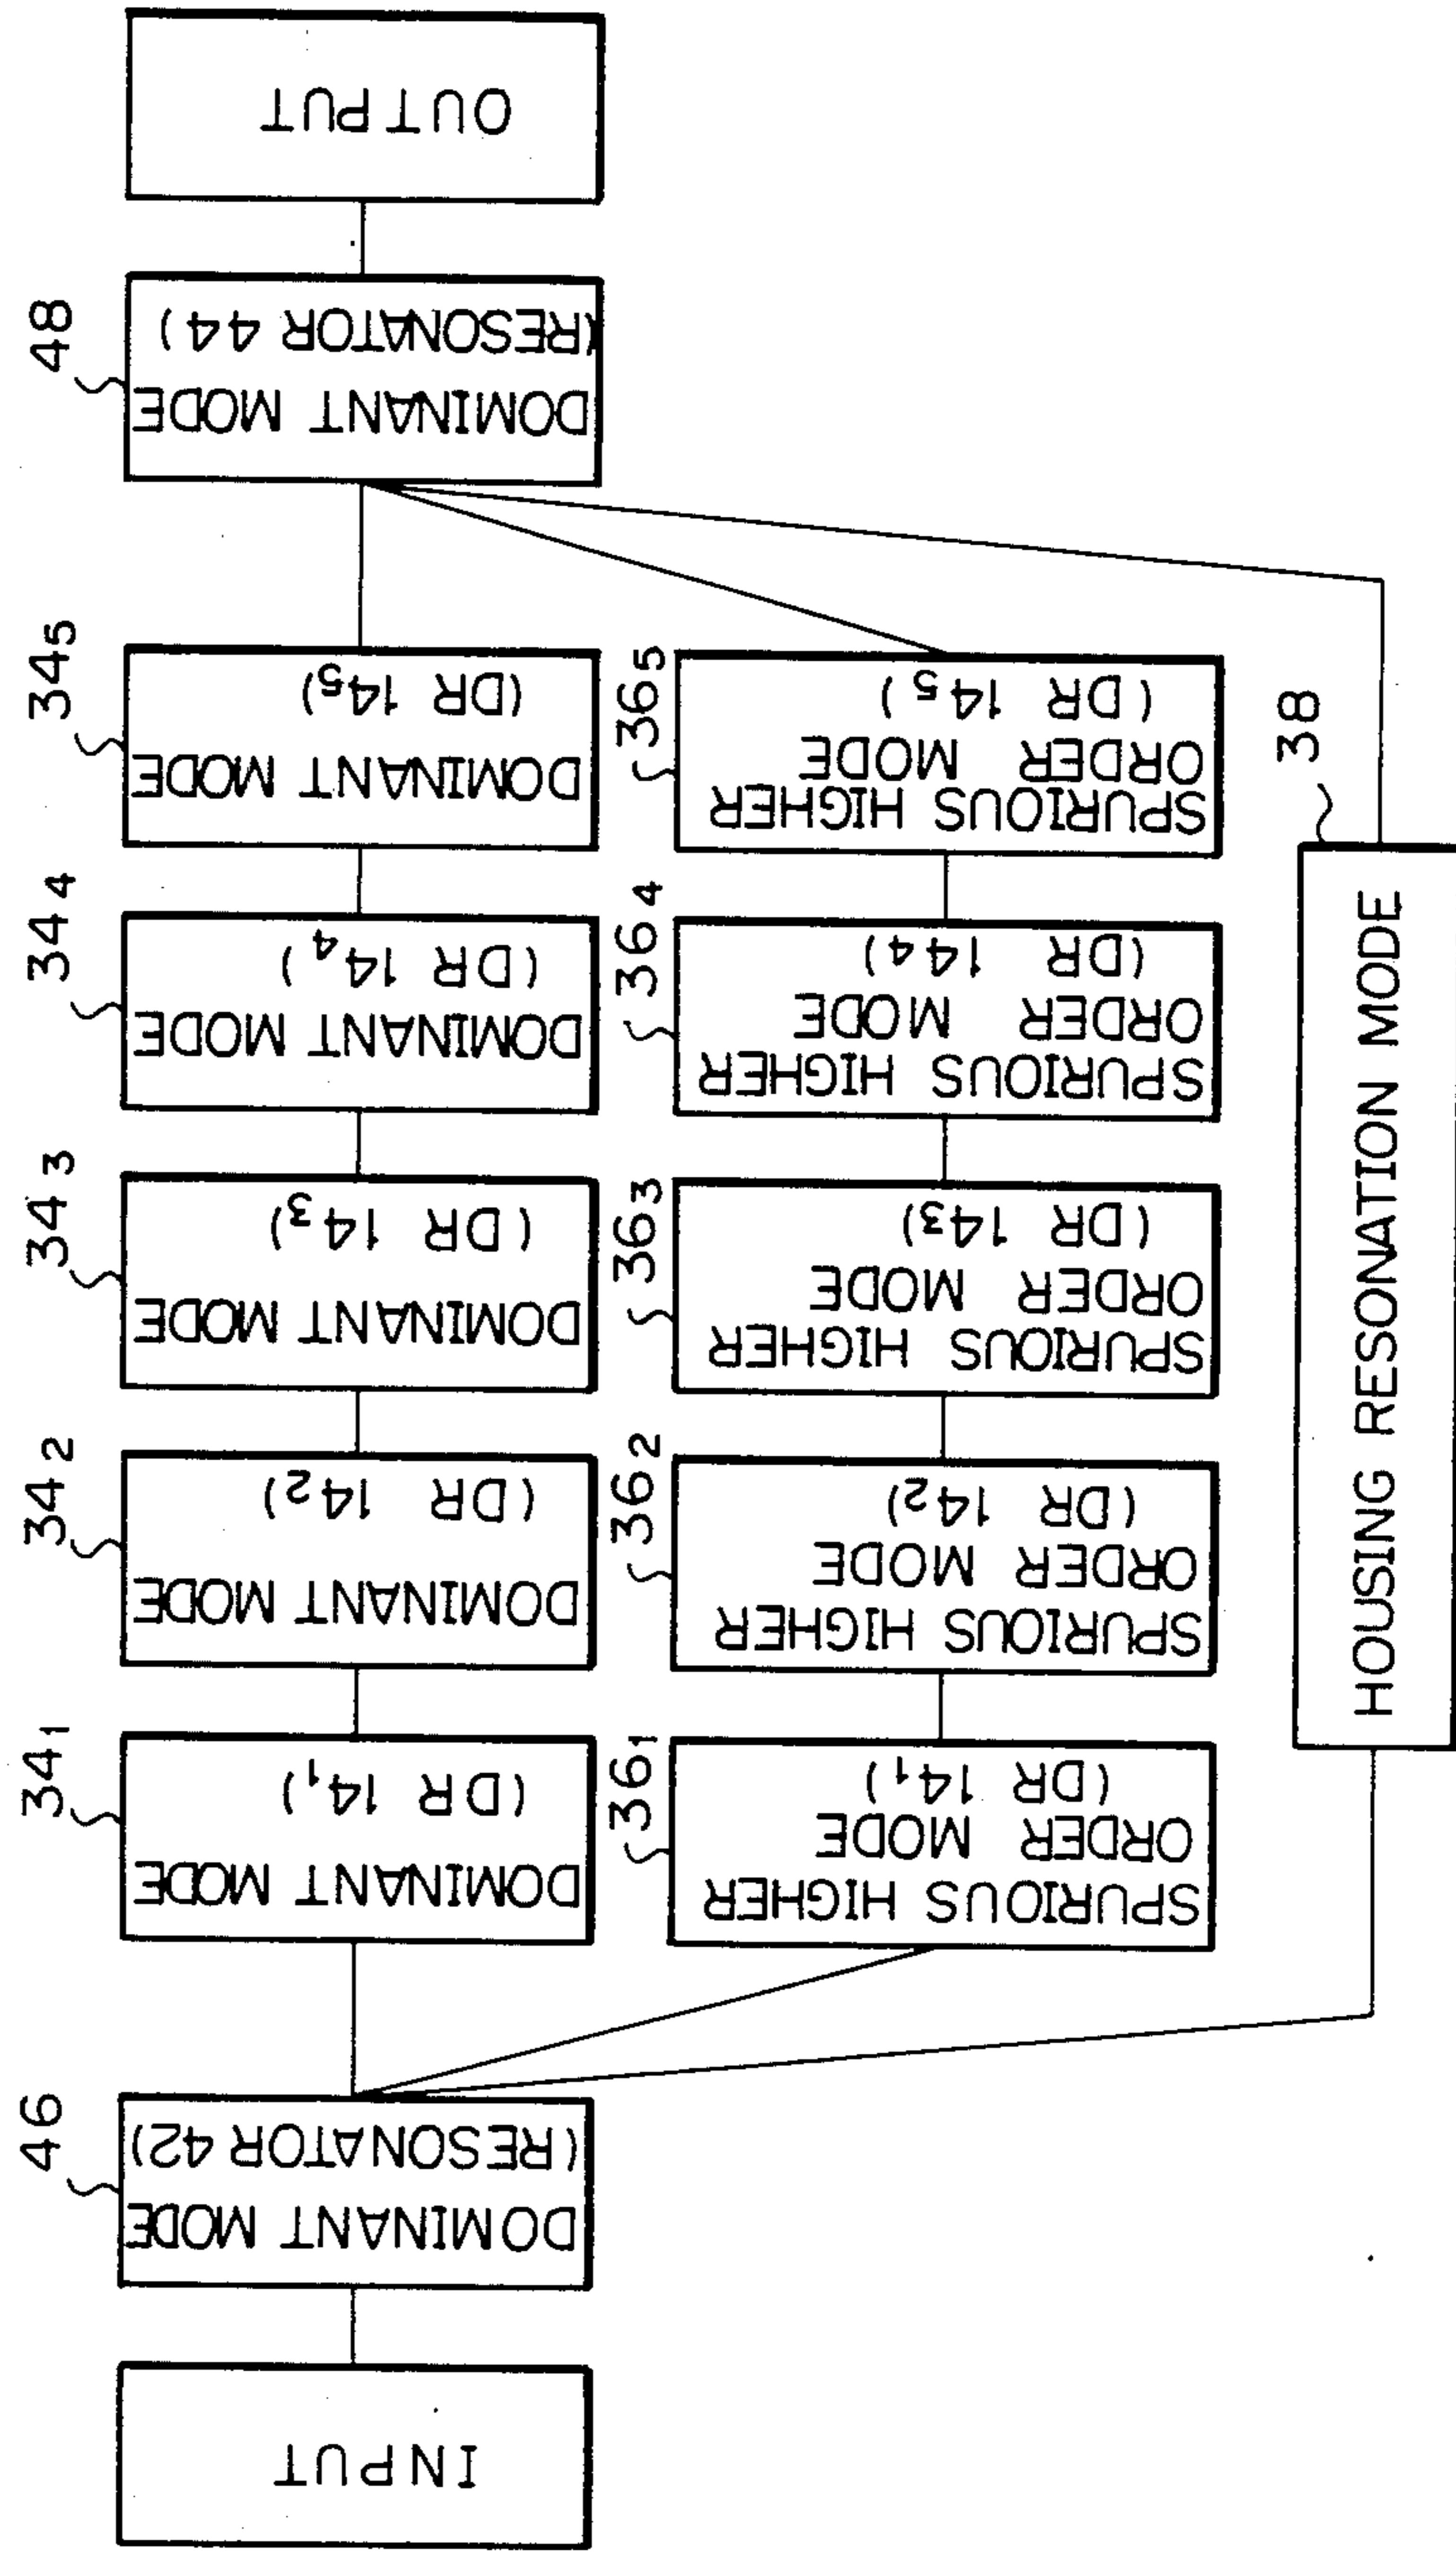 OUTPUT
48
DOMINANT MODE
(RESONATOR 44)
34₅
DOMINANT MODE
(DR 14₅)
36₅
SPURIOUS HIGHER
ORDER MODE
(DR 14₅)
34₄
DOMINANT MODE
(DR 14₄)
36₄
SPURIOUS HIGHER
ORDER MODE
(DR 14₄)
34₃
DOMINANT MODE
(DR 14₃)
36₃
SPURIOUS HIGHER
ORDER MODE
(DR 14₃)
34₂
DOMINANT MODE
(DR 14₂)
36₂
SPURIOUS HIGHER
ORDER MODE
(DR 14₂)
34₁
DOMINANT MODE
(DR 14₁)
36₁
SPURIOUS HIGHER
ORDER MODE
(DR 14₁)
38
HOUSING RESONATION MODE
46
DOMINANT MODE
(RESONATOR 42)
INPUT